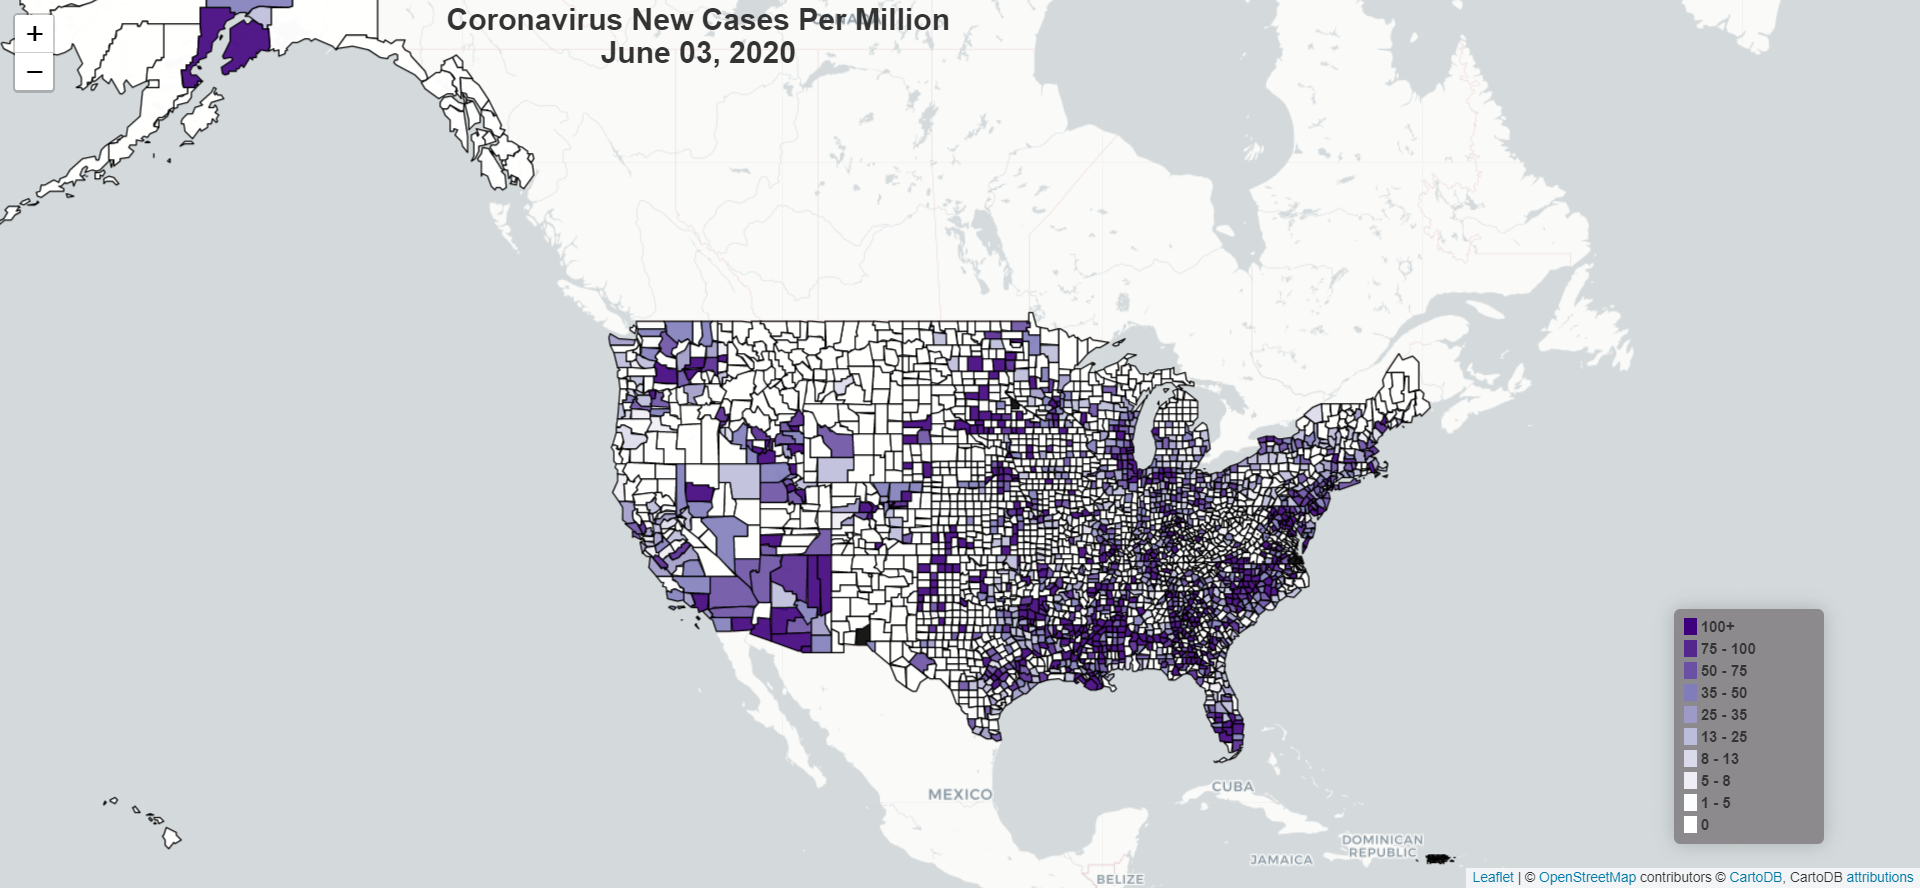 Coronavirus New Cases Per Million
June 03, 2020
+
−
CANADA
MEXICO
CUBA
JAMAICA
DOMINICAN
REPUBLIC
BELIZE
100+
75 - 100
50 - 75
35 - 50
25 - 35
13 - 25
8 - 13
5 - 8
1 - 5
0
Leaflet | © OpenStreetMap contributors © CartoDB, CartoDB attributions